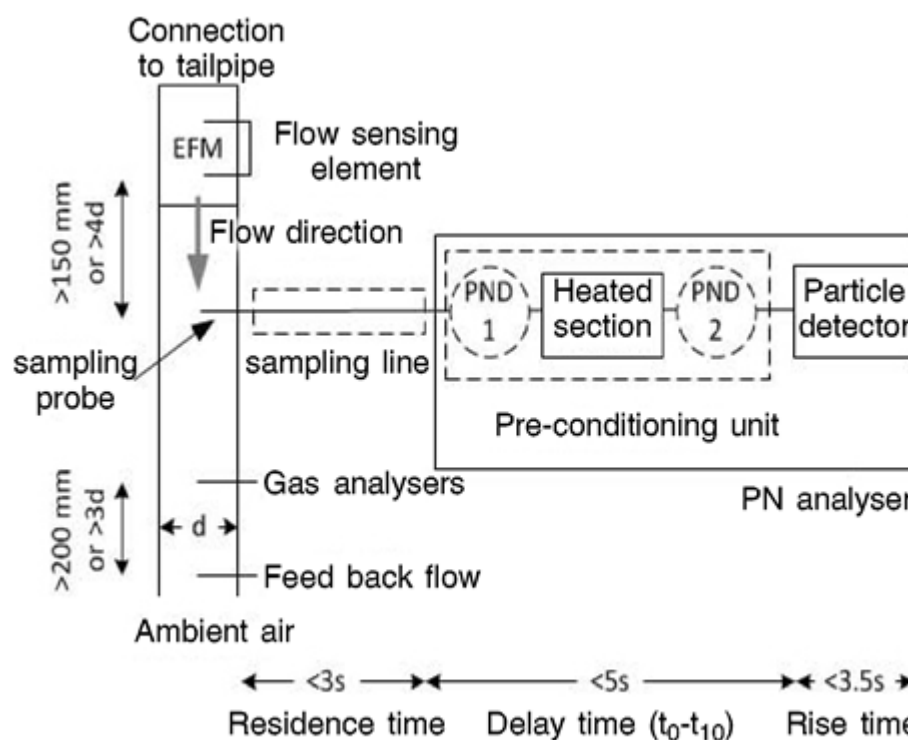 Connection
to tailpipe
EFM
Flow sensing
element
>150 mm
or >4d
Flow direction
PND
1
Heated
section
PND
2
Particle
detector
sampling
probe
sampling line
Pre-conditioning unit
Gas analysers
PN analyser
>200 mm
or >3d
d
Feed back flow
Ambient air
<3s
<5s
<3.5s
Residence time
Delay time (t0-t10)
Rise time